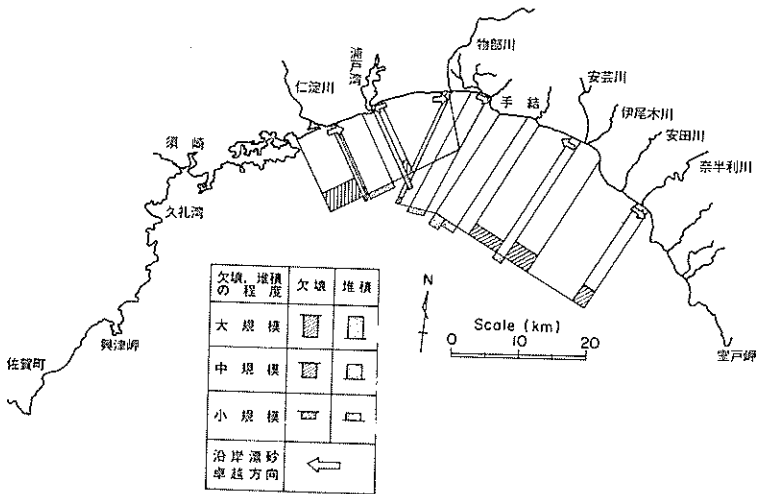 物部川
浦戸湾
仁淀川
安芸川
手結
伊尾木川
安田川
奈半利川
須崎
久礼湾
興津岬
佐賀町
室戸岬
N
Scale (km)
0 10 20
欠壊，堆積の程度
欠壊
堆積
大規模
中規模
小規模
沿岸漂砂
卓越方向